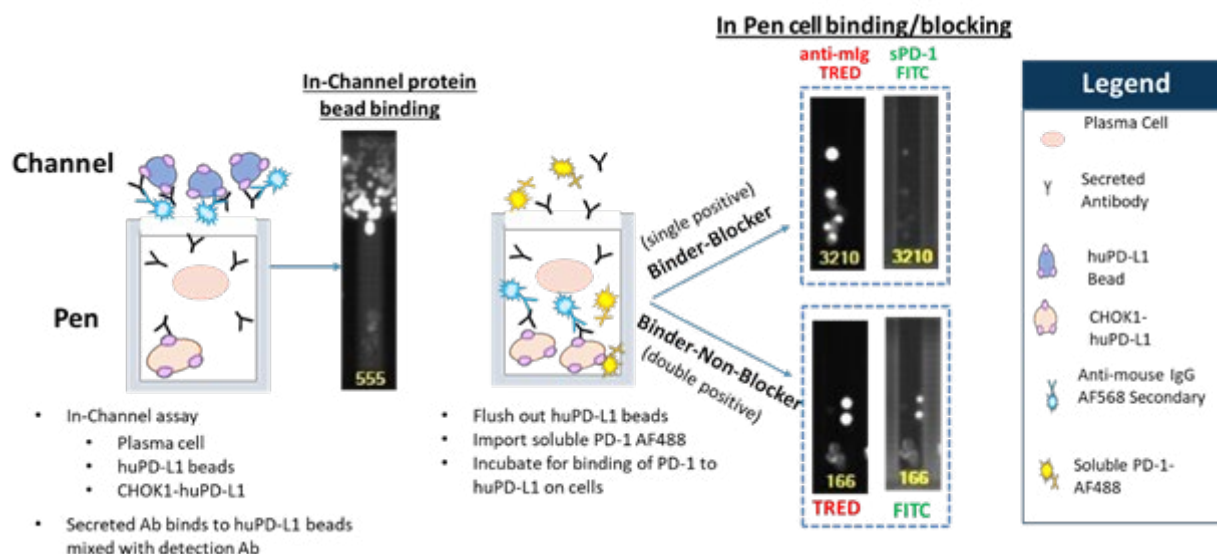 In Pen cell binding/blocking
anti-mIg
TRED
sPD-1
FITC
In-Channel protein
bead binding
Channel
Pen
555
(single positive)
Binder-Blocker
Binder-Non-Blocker
(double positive)
3210
3210
166
166
TRED
FITC
• In-Channel assay
• Plasma cell
• huPD-L1 beads
• CHOK1-huPD-L1
• Secreted Ab binds to huPD-L1 beads
mixed with detection Ab
• Flush out huPD-L1 beads
• Import soluble PD-1 AF488
• Incubate for binding of PD-1 to
huPD-L1 on cells
Legend
Plasma Cell
Secreted
Antibody
huPD-L1
Bead
CHOK1-
huPD-L1
Anti-mouse IgG
AF568 Secondary
Soluble PD-1-
AF488